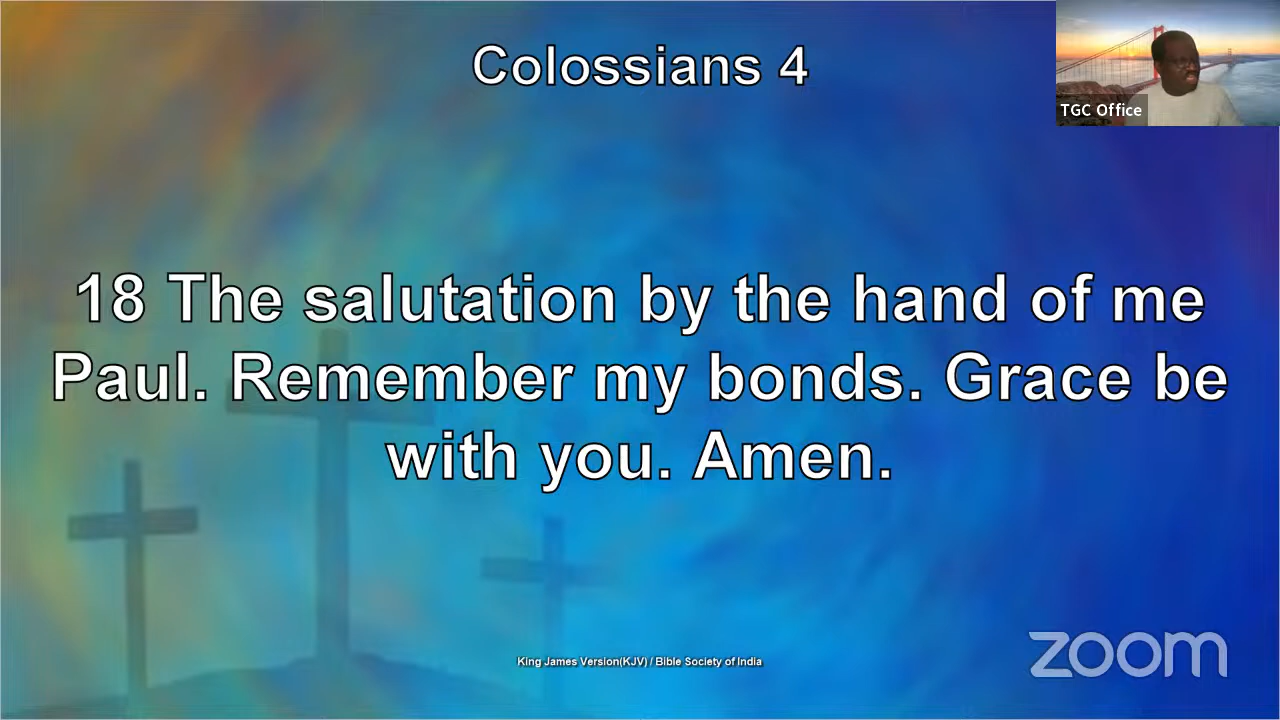 Colossians 4
TGC Office
18 The salutation by the hand of me
Paul. Remember my bonds. Grace be
with you. Amen.
King James Version(KJV) / Bible Society of India
zoom